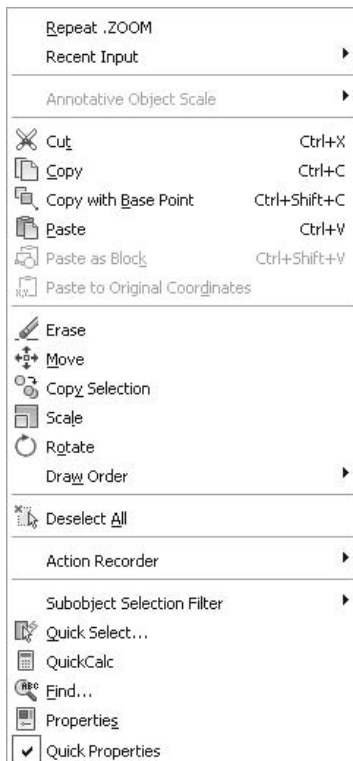 Repeat .ZOOM
Recent Input
Annotative Object Scale
Cut Ctrl+X
Copy Ctrl+C
Copy with Base Point Ctrl+Shift+C
Paste Ctrl+V
Paste as Block Ctrl+Shift+V
Paste to Original Coordinates
Erase
Move
Copy Selection
Scale
Rotate
Draw Order
Deselect All
Action Recorder
Subobject Selection Filter
Quick Select...
QuickCalc
Find...
Properties
Quick Properties